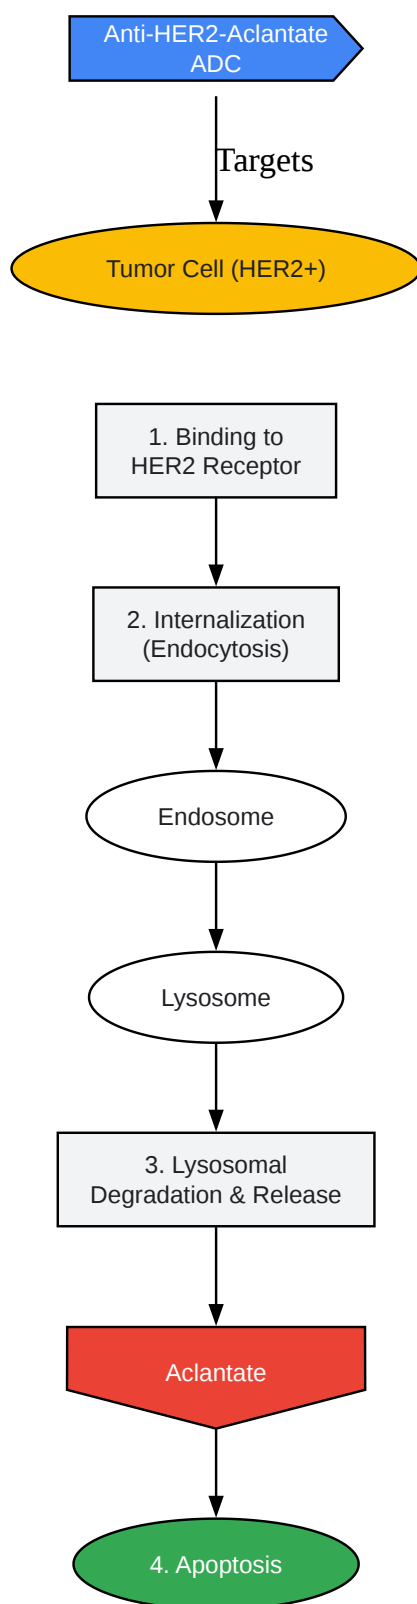 Anti-HER2-Aclantate
ADC
Targets
Tumor Cell (HER2+)
1. Binding to
HER2 Receptor
2. Internalization
(Endocytosis)
Endosome
Lysosome
3. Lysosomal
Degradation & Release
Aclantate
4. Apoptosis